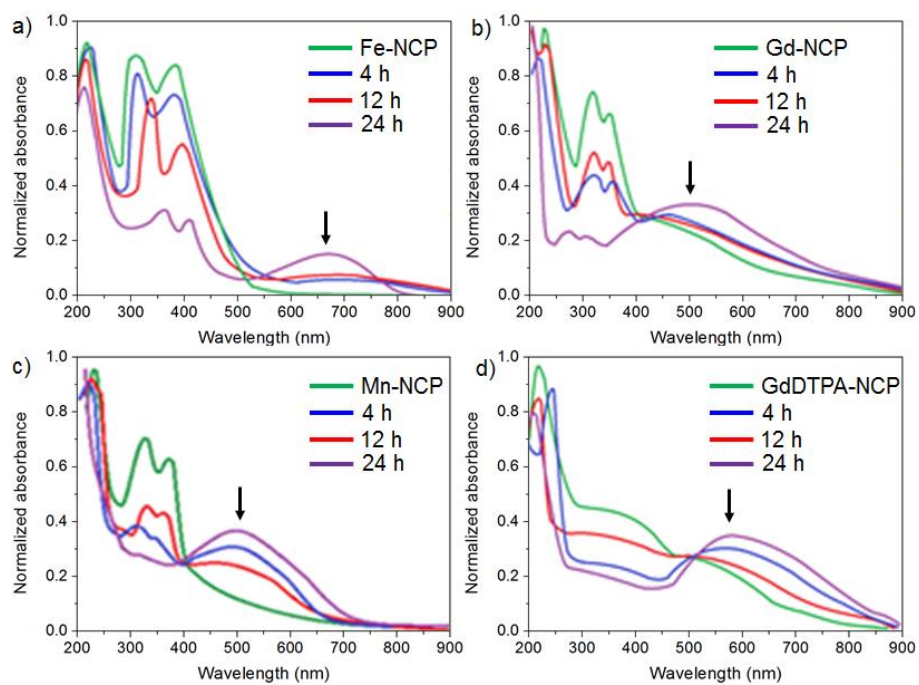 a)
Fe-NCP
4 h
12 h
24 h
Normalized absorbance
1.0
0.8
0.6
0.4
0.2
0.0
200 300 400 500 600 700 800 900
Wavelength (nm)
b)
Gd-NCP
4 h
12 h
24 h
Normalized absorbance
1.0
0.8
0.6
0.4
0.2
0.0
200 300 400 500 600 700 800 900
Wavelength (nm)
c)
Mn-NCP
4 h
12 h
24 h
Normalized absorbance
1.0
0.8
0.6
0.4
0.2
0.0
200 300 400 500 600 700 800 900
Wavelength (nm)
d)
GdDTPA-NCP
4 h
12 h
24 h
Normalized absorbance
1.0
0.8
0.6
0.4
0.2
0.0
200 300 400 500 600 700 800 900
Wavelength (nm)